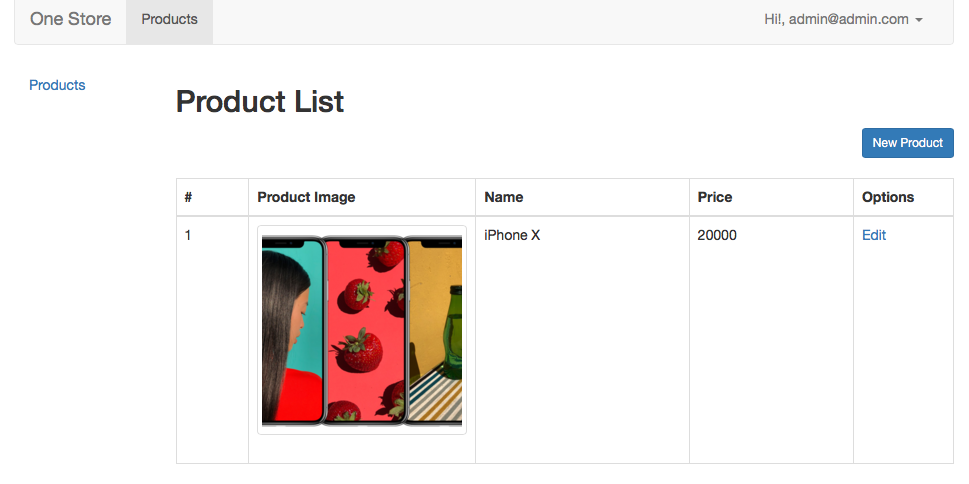 One Store Products Hi!, admin@admin.com
Products
Product List
New Product
# Product Image Name Price Options
1 iPhone X 20000 Edit